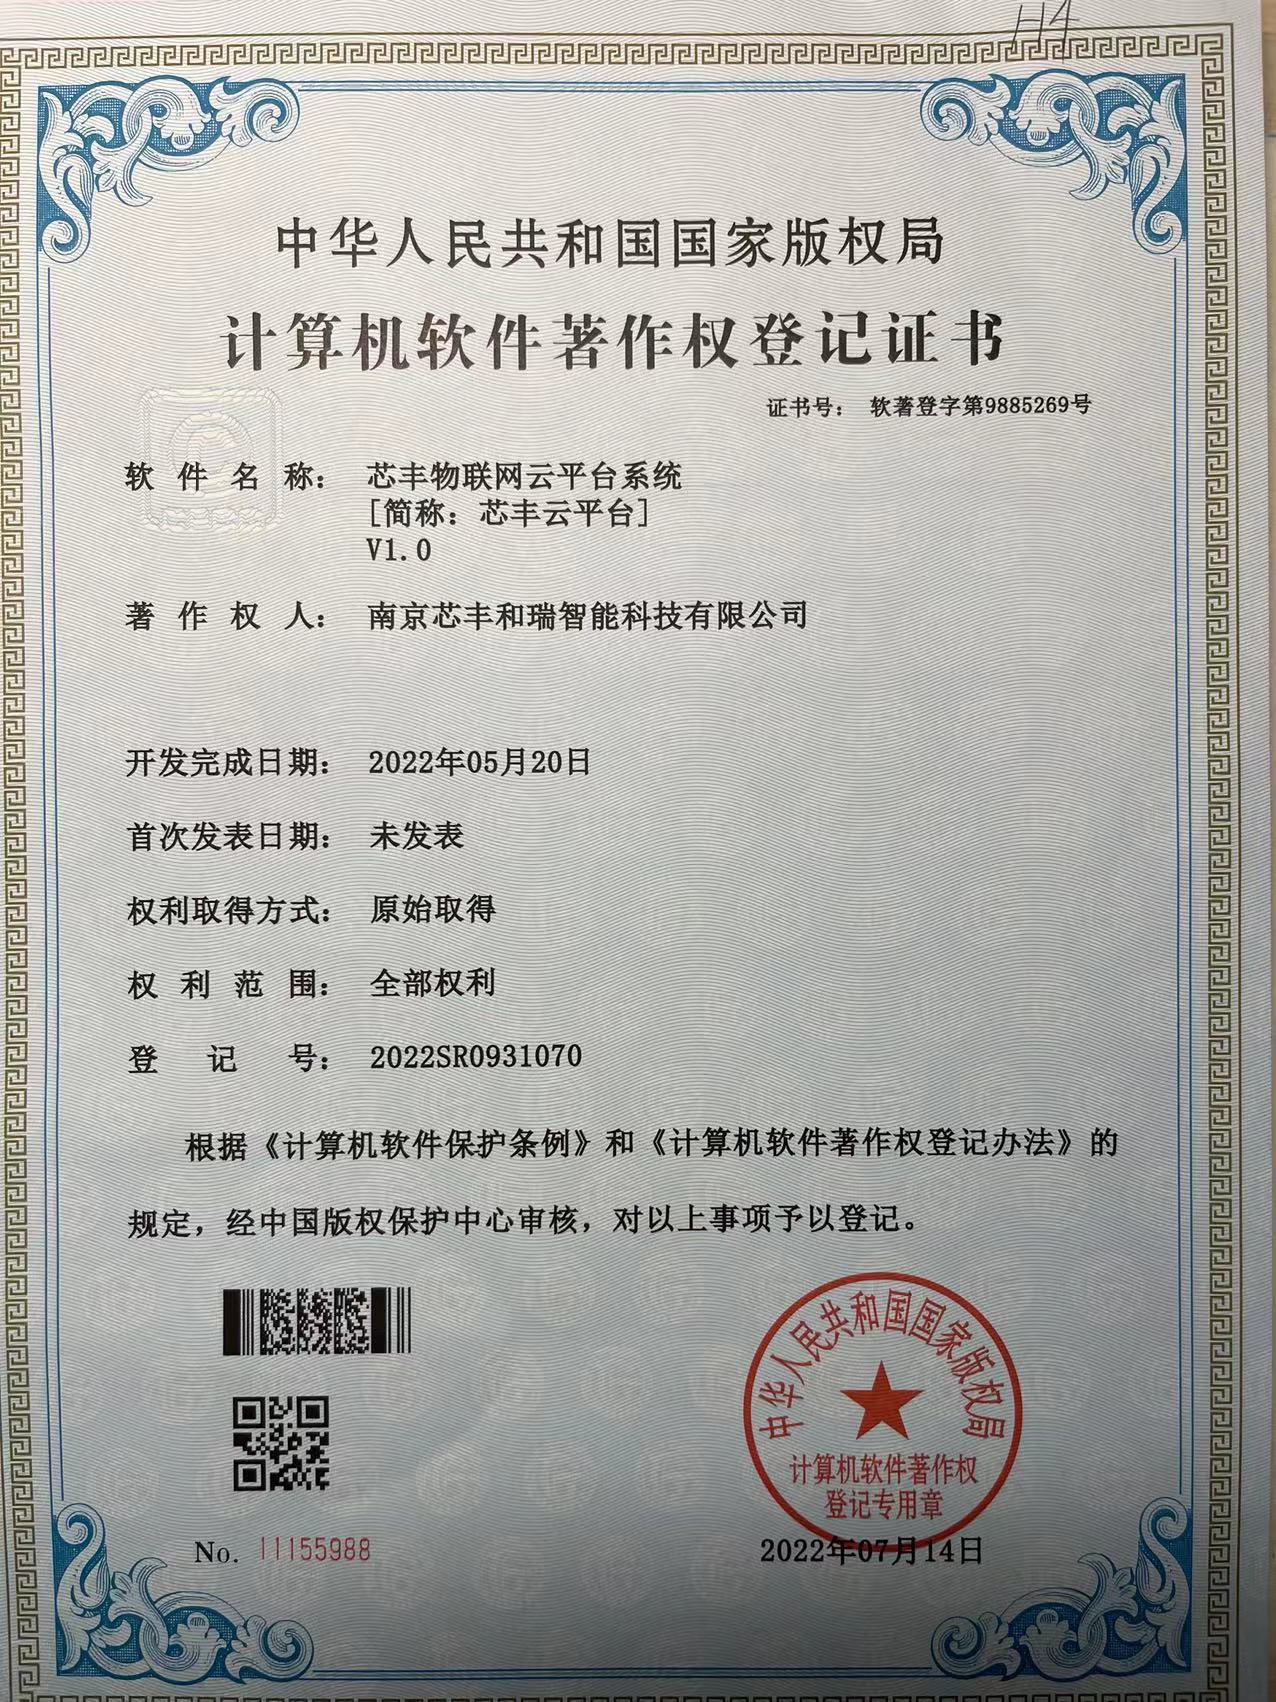 H4
中华人民共和国国家版权局
计算机软件著作权登记证书
证书号： 软著登字第9885269号
软件名称： 芯丰物联网云平台系统
[简称：芯丰云平台]
V1.0
著作权人： 南京芯丰和瑞智能科技有限公司
开发完成日期： 2022年05月20日
首次发表日期： 未发表
权利取得方式： 原始取得
权利范围： 全部权利
登记号： 2022SR0931070
根据《计算机软件保护条例》和《计算机软件著作权登记办法》的
规定，经中国版权保护中心审核，对以上事项予以登记。
中华人民共和国国家版权局
计算机软件著作权
登记专用章
No. 11155988
2022年07月14日